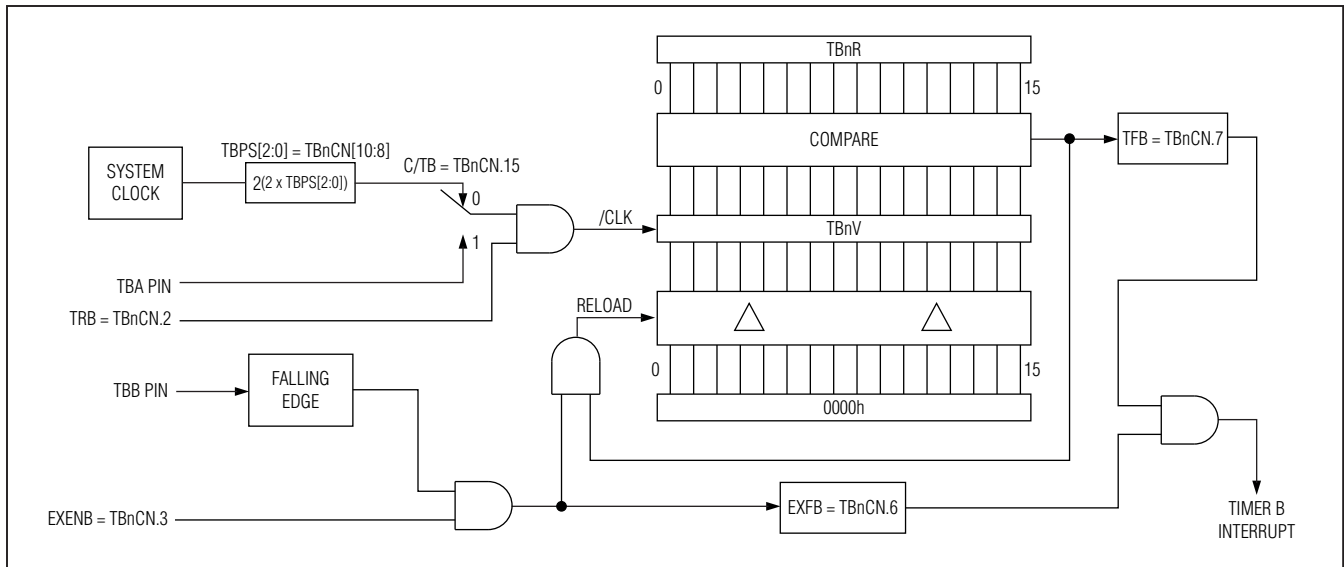 TBnR
0
15
COMPARE
TFB = TBnCN.7
TBPS[2:0] = TBnCN[10:8]
C/TB = TBnCN.15
SYSTEM
CLOCK
2(2 x TBPS[2:0])
0
/CLK
TBnV
1
TBA PIN
RELOAD
TRB = TBnCN.2
FALLING
EDGE
TBB PIN
0
15
0000h
EXENB = TBnCN.3
EXFB = TBnCN.6
TIMER B
INTERRUPT